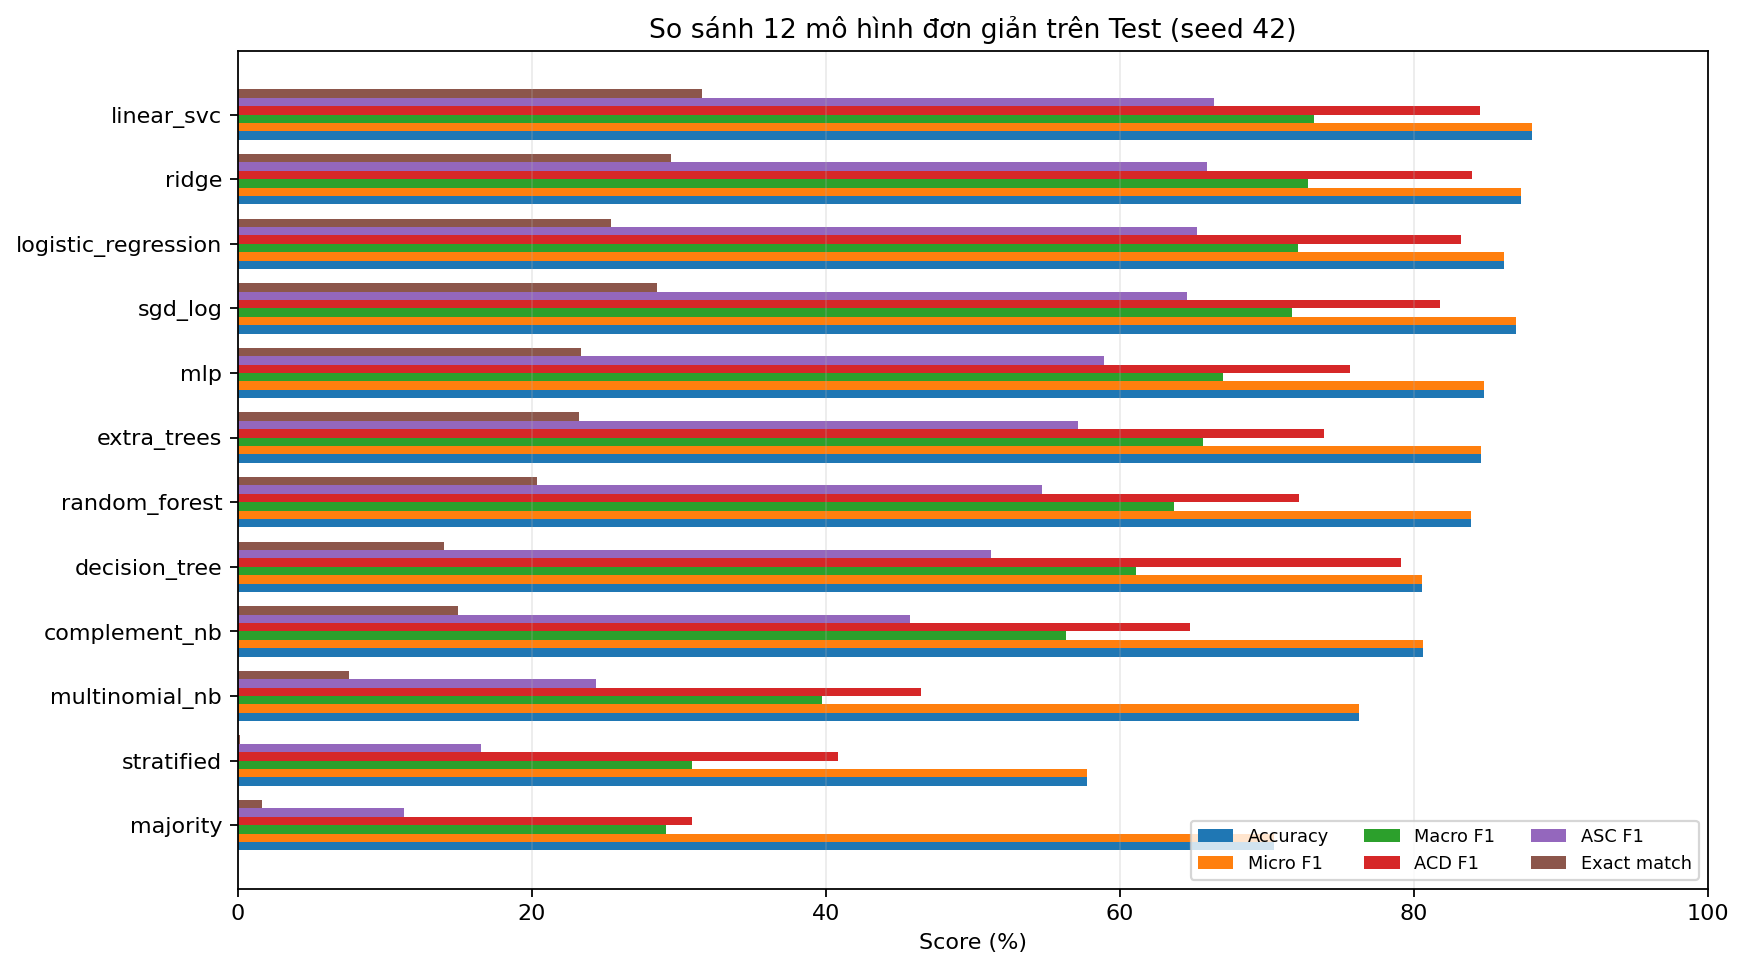 So sánh 12 mô hình đơn giản trên Test (seed 42)
linear_svc
ridge
logistic_regression
sgd_log
mlp
extra_trees
random_forest
decision_tree
complement_nb
multinomial_nb
stratified
majority
Accuracy Macro F1 ASC F1
Micro F1 ACD F1 Exact match
0 20 40 60 80 100
Score (%)